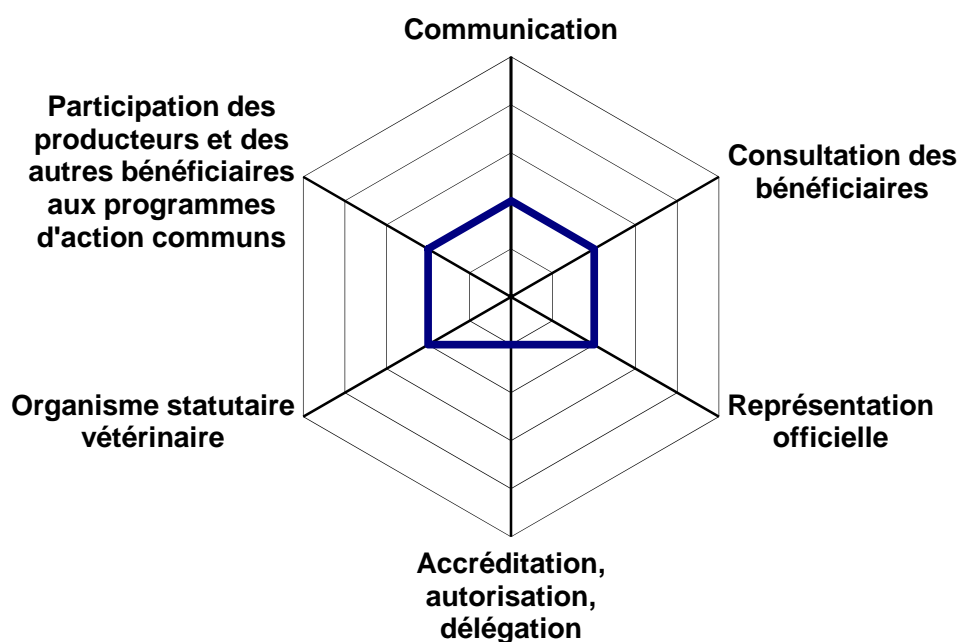 Communication
Participation des
producteurs et des
autres bénéficiaires
aux programmes
d'action communs
Consultation des
bénéficiaires
Organisme statutaire
vétérinaire
Représentation
officielle
Accréditation,
autorisation,
délégation